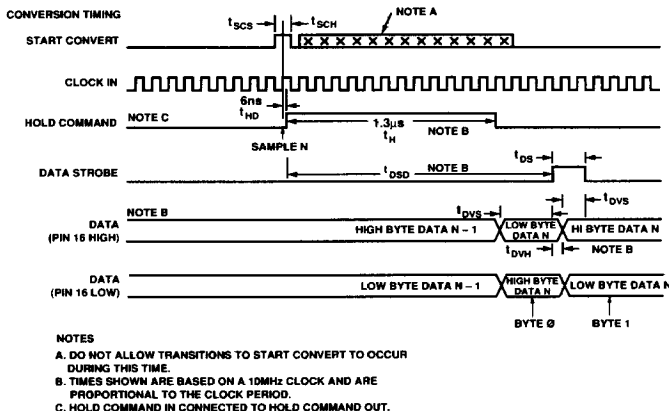 CONVERSION TIMING
tSCS tSCH NOTE A
START CONVERT
X X X X X X X X X X X X
CLOCK IN
6ns
tHD
HOLD COMMAND NOTE C
1.3μs
tH
NOTE B
SAMPLE N
DATA STROBE
tDSD
NOTE B
tDS
tDVS
NOTE B
tDVS
DATA
(PIN 16 HIGH)
HIGH BYTE DATA N – 1
LOW BYTE
DATA N
HI BYTE DATA N
tDVH
NOTE B
DATA
(PIN 16 LOW)
LOW BYTE DATA N – 1
HIGH BYTE
DATA N
LOW BYTE DATA N
BYTE Ø BYTE 1
NOTES
A. DO NOT ALLOW TRANSITIONS TO START CONVERT TO OCCUR
DURING THIS TIME.
B. TIMES SHOWN ARE BASED ON A 10MHz CLOCK AND ARE
PROPORTIONAL TO THE CLOCK PERIOD.
C. HOLD COMMAND IN CONNECTED TO HOLD COMMAND OUT.